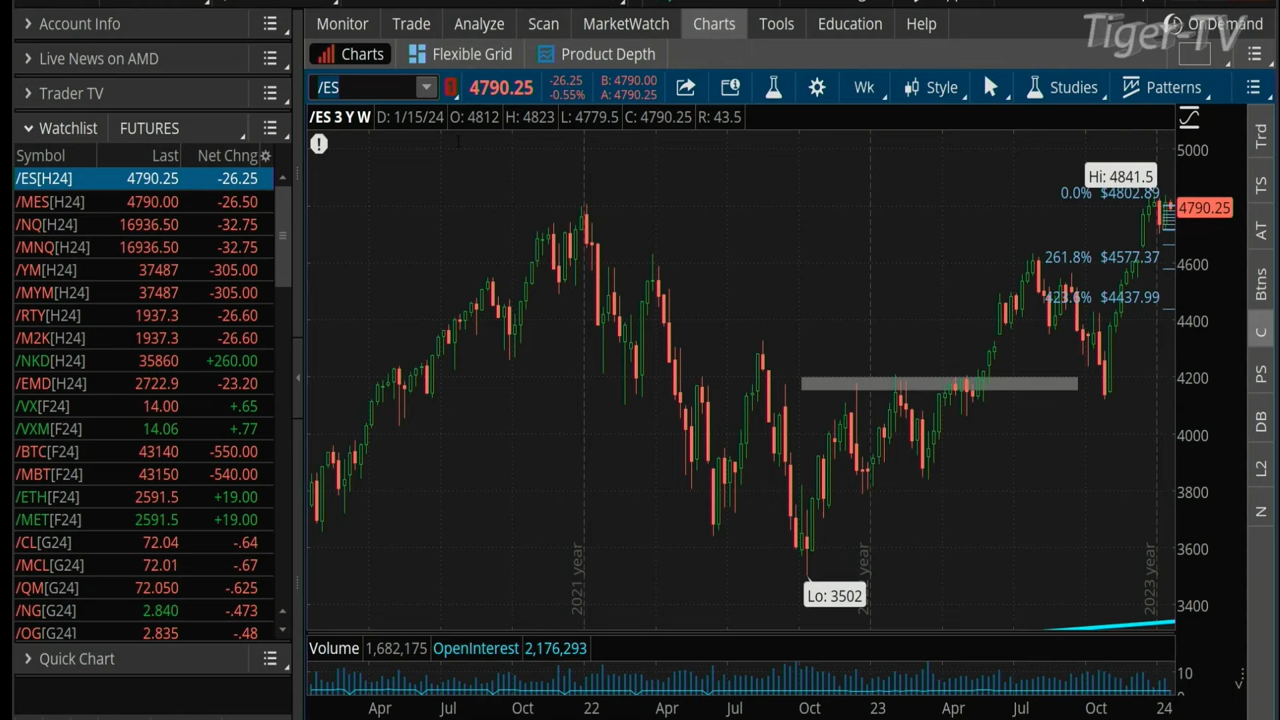 Account Info
Live News on AMD
Trader TV
Watchlist FUTURES
Symbol Last Net Chng
/ES[H24] 4790.25 -26.25
/MES[H24] 4790.00 -26.50
/NQ[H24] 16936.50 -32.75
/MNQ[H24] 16936.50 -32.75
/YM[H24] 37487 -305.00
/MYM[H24] 37487 -305.00
/RTY[H24] 1937.3 -26.60
/M2K[H24] 1937.3 -26.60
/NKD[H24] 35860 +260.00
/EMD[H24] 2722.9 -23.20
/VX[F24] 14.00 +.65
/VXM[F24] 14.06 +.77
/BTC[F24] 43140 -550.00
/MBT[F24] 43150 -540.00
/ETH[F24] 2591.5 +19.00
/MET[F24] 2591.5 +19.00
/CL[G24] 72.04 -.64
/MCL[G24] 72.01 -.67
/QM[G24] 72.050 -.625
/NG[G24] 2.840 -.473
/OG[G24] 2.835 -.48
Quick Chart
Monitor Trade Analyze Scan MarketWatch Charts Tools Education Help
OnDemand
Tiger-TV
Charts Flexible Grid Product Depth
/ES 4790.25 -26.25 -0.55% B: 4790.00 A: 4790.25 Wk Style Studies Patterns
/ES 3 Y W D: 1/15/24 O: 4812 H: 4823 L: 4779.5 C: 4790.25 R: 43.5
5000
Hi: 4841.5
0.0% $4802.89
4790.25
261.8% $4577.37
4600
423.6% $4437.99
4400
4200
4000
3800
3600
3400
Lo: 3502
2021 year
year
2023 year
Volume 1,682,175 OpenInterest 2,176,293
10
0
Apr Jul Oct 22 Apr Jul Oct 23 Apr Jul Oct 24
Trd
TS
AT
Btns
C
PS
DB
L2
N